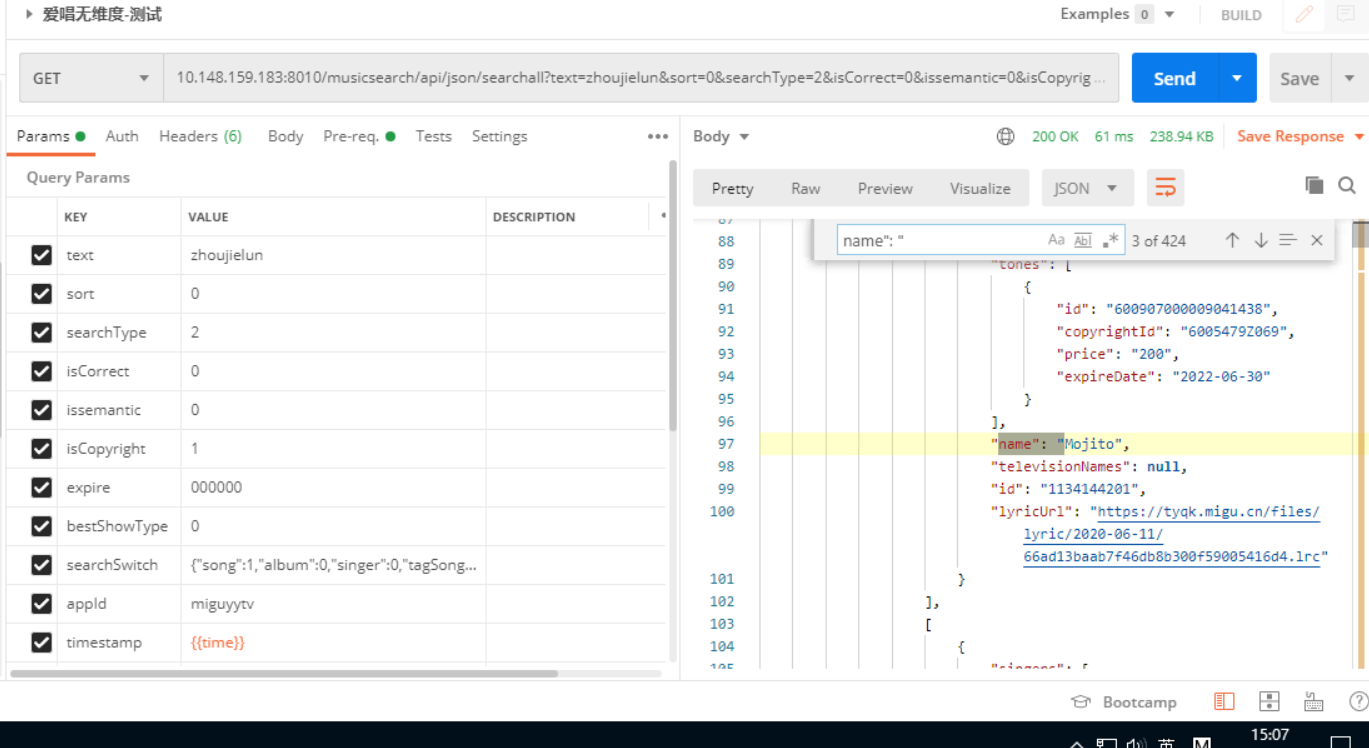 爱唱无维度-测试
Examples 0
BUILD
GET
10.148.159.183:8010/musicsearch/api/json/searchall?text=zhoujielun&sort=0&searchType=2&isCorrect=0&issemantic=0&isCopyrig ...
Send
Save
Params
Auth
Headers (6)
Body
Pre-req.
Tests
Settings
Query Params
KEY VALUE DESCRIPTION
text zhoujielun
sort 0
searchType 2
isCorrect 0
issemantic 0
isCopyright 1
expire 000000
bestShowType 0
searchSwitch {"song":1,"album":0,"singer":0,"tagSong...
appId miguyytv
timestamp {{time}}
Body
200 OK 61 ms 238.94 KB
Save Response
Pretty Raw Preview Visualize JSON
name": "
Aa Abl .*
3 of 424
87
88
89 "tones": [
90 {
91 "id": "600907000009041438",
92 "copyrightId": "6005479Z069",
93 "price": "200",
94 "expireDate": "2022-06-30"
95 }
96 ],
97 "name": "Mojito",
98 "televisionNames": null,
99 "id": "1134144201",
100 "lyricUrl": "https://tyqk.migu.cn/files/
lyric/2020-06-11/
66ad13baab7f46db8b300f59005416d4.lrc"
101 }
102 ],
103 [
104 {
105 "singers": [
Bootcamp
英
M
15:07